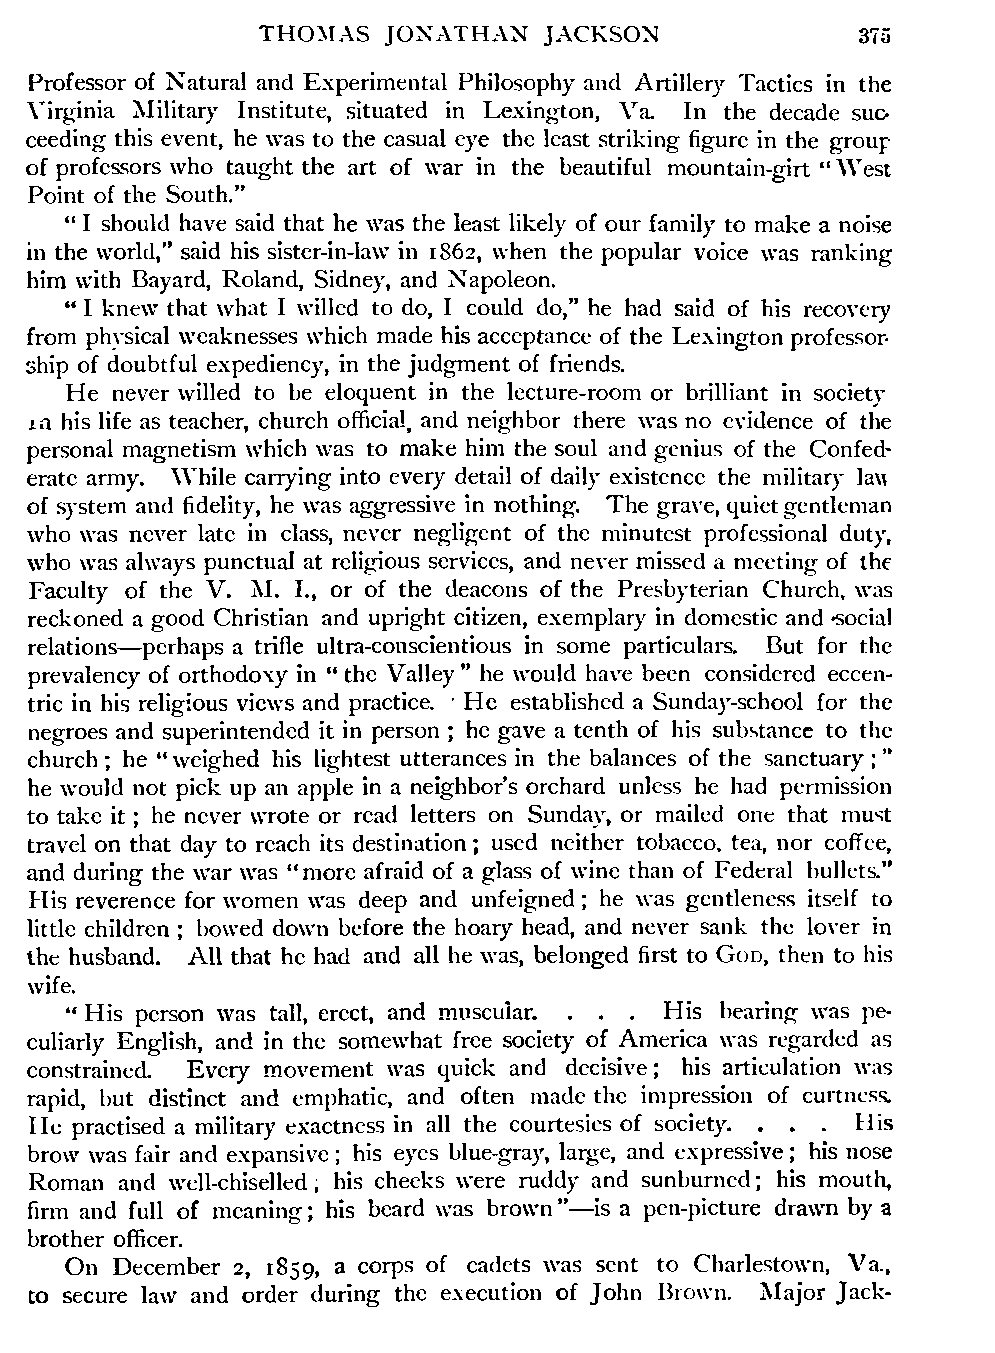 THOMAS JONATHAN JACKSON 375
Professor of Natural and Experimental Philosophy and Artillery Tactics in the
Virginia Military Institute, situated in Lexington, Va. In the decade suc-
ceeding this event, he was to the casual eye the least striking figure in the group
of professors who taught the art of war in the beautiful mountain-girt “West
Point of the South.”
“I should have said that he was the least likely of our family to make a noise
in the world,” said his sister-in-law in 1862, when the popular voice was ranking
him with Bayard, Roland, Sidney, and Napoleon.
“I knew that what I willed to do, I could do,” he had said of his recovery
from physical weaknesses which made his acceptance of the Lexington professor-
ship of doubtful expediency, in the judgment of friends.
He never willed to be eloquent in the lecture-room or brilliant in society
in his life as teacher, church official, and neighbor there was no evidence of the
personal magnetism which was to make him the soul and genius of the Confed-
erate army. While carrying into every detail of daily existence the military law
of system and fidelity, he was aggressive in nothing. The grave, quiet gentleman
who was never late in class, never negligent of the minutest professional duty,
who was always punctual at religious services, and never missed a meeting of the
Faculty of the V. M. I., or of the deacons of the Presbyterian Church, was
reckoned a good Christian and upright citizen, exemplary in domestic and social
relations—perhaps a trifle ultra-conscientious in some particulars. But for the
prevalency of orthodoxy in “the Valley” he would have been considered eccen-
tric in his religious views and practice. He established a Sunday-school for the
negroes and superintended it in person; he gave a tenth of his substance to the
church; he “weighed his lightest utterances in the balances of the sanctuary;”
he would not pick up an apple in a neighbor's orchard unless he had permission
to take it; he never wrote or read letters on Sunday, or mailed one that must
travel on that day to reach its destination; used neither tobacco, tea, nor coffee,
and during the war was “more afraid of a glass of wine than of Federal bullets.”
His reverence for women was deep and unfeigned; he was gentleness itself to
little children; bowed down before the hoary head, and never sank the lover in
the husband. All that he had and all he was, belonged first to GOD, then to his
wife.
“His person was tall, erect, and muscular. . . . His bearing was pe-
culiarly English, and in the somewhat free society of America was regarded as
constrained. Every movement was quick and decisive; his articulation was
rapid, but distinct and emphatic, and often made the impression of curtness.
He practised a military exactness in all the courtesies of society. . . . His
brow was fair and expansive; his eyes blue-gray, large, and expressive; his nose
Roman and well-chiselled; his cheeks were ruddy and sunburned; his mouth,
firm and full of meaning; his beard was brown”—is a pen-picture drawn by a
brother officer.
On December 2, 1859, a corps of cadets was sent to Charlestown, Va.,
to secure law and order during the execution of John Brown. Major Jack-